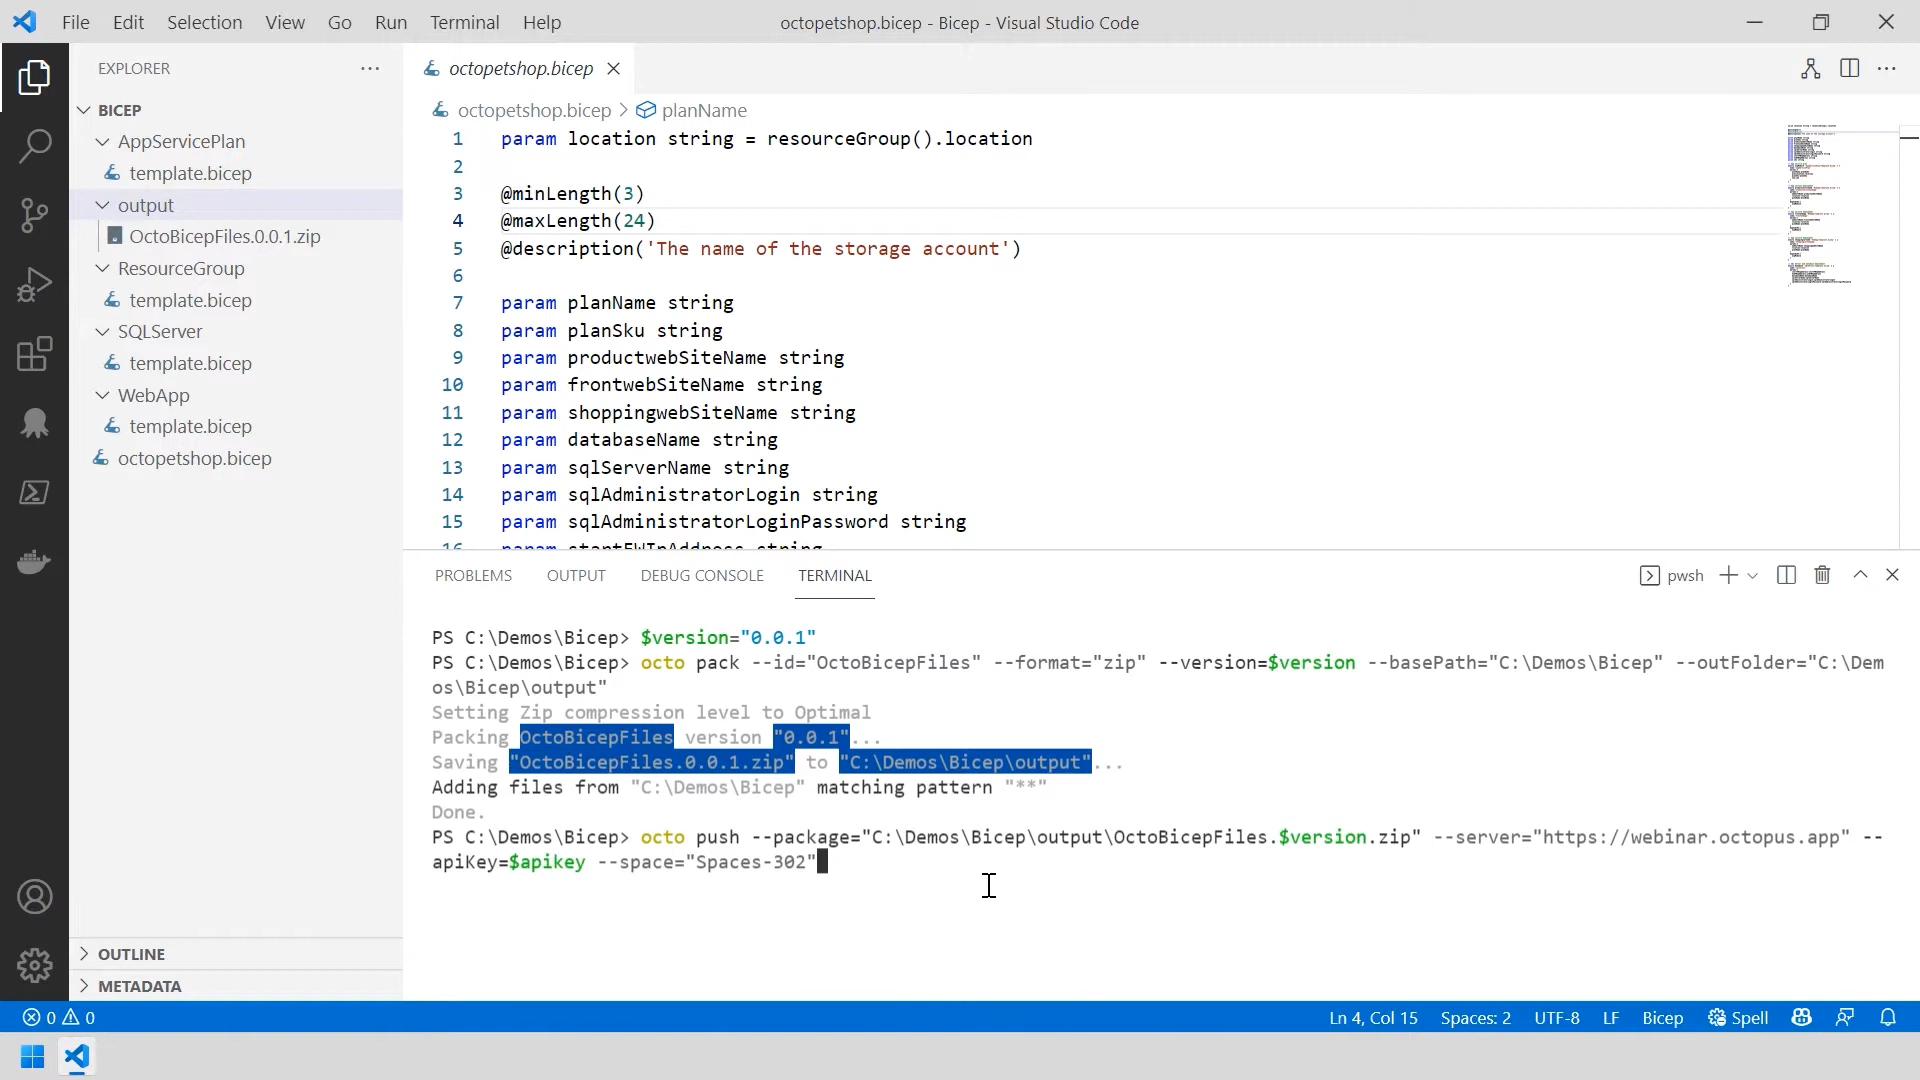 File Edit Selection View Go Run Terminal Help
octopetshop.bicep - Bicep - Visual Studio Code
EXPLORER
BICEP
AppServicePlan
template.bicep
output
OctoBicepFiles.0.0.1.zip
ResourceGroup
template.bicep
SQLServer
template.bicep
WebApp
template.bicep
octopetshop.bicep
OUTLINE
METADATA
octopetshop.bicep
octopetshop.bicep > planName
1 param location string = resourceGroup().location
2
3 @minLength(3)
4 @maxLength(24)
5 @description('The name of the storage account')
6
7 param planName string
8 param planSku string
9 param productwebSiteName string
10 param frontwebSiteName string
11 param shoppingwebSiteName string
12 param databaseName string
13 param sqlServerName string
14 param sqlAdministratorLogin string
15 param sqlAdministratorLoginPassword string
16 param startFWIpAddress string
PROBLEMS OUTPUT DEBUG CONSOLE TERMINAL
pwsh
PS C:\Demos\Bicep> $version="0.0.1"
PS C:\Demos\Bicep> octo pack --id="OctoBicepFiles" --format="zip" --version=$version --basePath="C:\Demos\Bicep" --outFolder="C:\Dem
os\Bicep\output"
Setting Zip compression level to Optimal
Packing OctoBicepFiles version "0.0.1"...
Saving "OctoBicepFiles.0.0.1.zip" to "C:\Demos\Bicep\output"...
Adding files from "C:\Demos\Bicep" matching pattern "**"
Done.
PS C:\Demos\Bicep> octo push --package="C:\Demos\Bicep\output\OctoBicepFiles.$version.zip" --server="https://webinar.octopus.app" --
apiKey=$apikey --space="Spaces-302"
0 0
Ln 4, Col 15 Spaces: 2 UTF-8 LF Bicep Spell